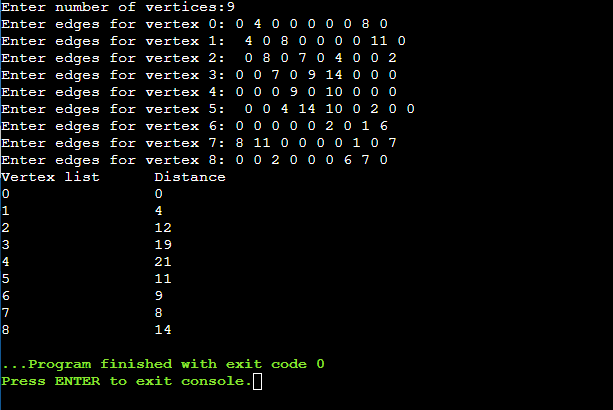 Enter number of vertices:9
Enter edges for vertex 0: 0 4 0 0 0 0 0 8 0
Enter edges for vertex 1:  4 0 8 0 0 0 0 11 0
Enter edges for vertex 2:  0 8 0 7 0 4 0 0 2
Enter edges for vertex 3: 0 0 7 0 9 14 0 0 0
Enter edges for vertex 4: 0 0 0 9 0 10 0 0 0
Enter edges for vertex 5:  0 0 4 14 10 0 2 0 0
Enter edges for vertex 6: 0 0 0 0 0 2 0 1 6
Enter edges for vertex 7: 8 11 0 0 0 0 1 0 7
Enter edges for vertex 8: 0 0 2 0 0 0 6 7 0
Vertex list      Distance
0                0
1                4
2                12
3                19
4                21
5                11
6                9
7                8
8                14
...Program finished with exit code 0
Press ENTER to exit console.